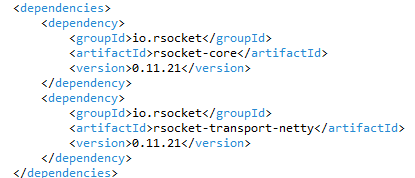 <dependencies>
    <dependency>
        <groupId>io.rsocket</groupId>
        <artifactId>rsocket-core</artifactId>
        <version>0.11.21</version>
    </dependency>
    <dependency>
        <groupId>io.rsocket</groupId>
        <artifactId>rsocket-transport-netty</artifactId>
        <version>0.11.21</version>
    </dependency>
</dependencies>